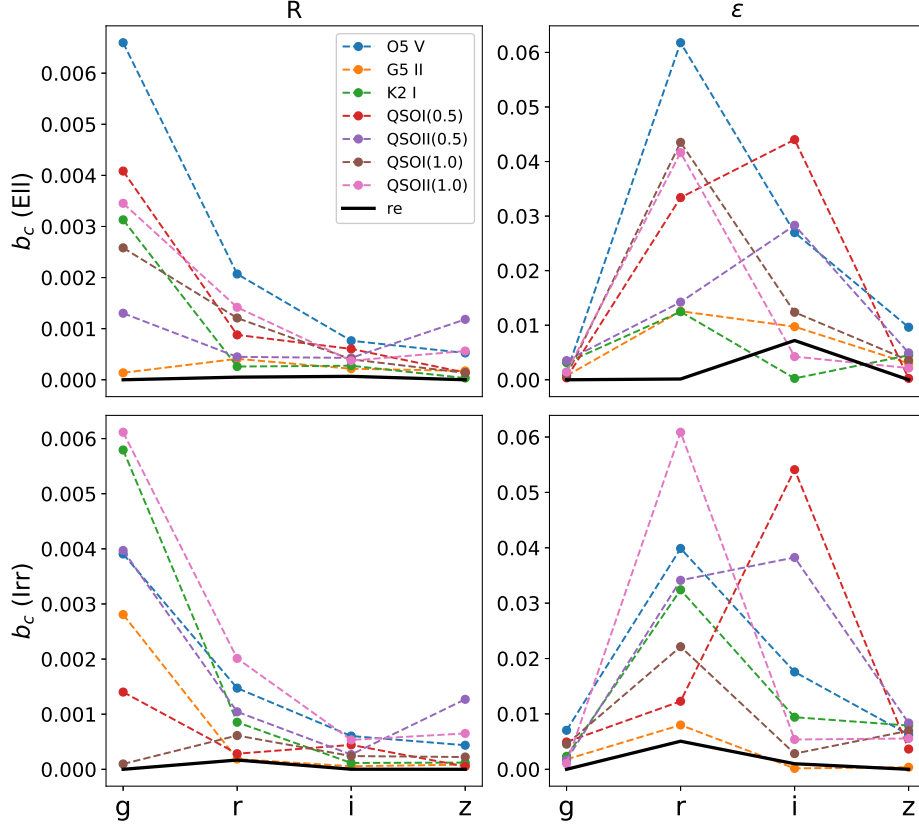 R
ε
0.006
0.005
0.004
0.003
0.002
0.001
0.000
b_c (Ell)
O5 V
G5 II
K2 I
QSOI(0.5)
QSOII(0.5)
QSOI(1.0)
QSOII(1.0)
re
0.06
0.05
0.04
0.03
0.02
0.01
0.00
0.006
0.005
0.004
0.003
0.002
0.001
0.000
b_c (Irr)
0.06
0.05
0.04
0.03
0.02
0.01
0.00
g r i z
g r i z